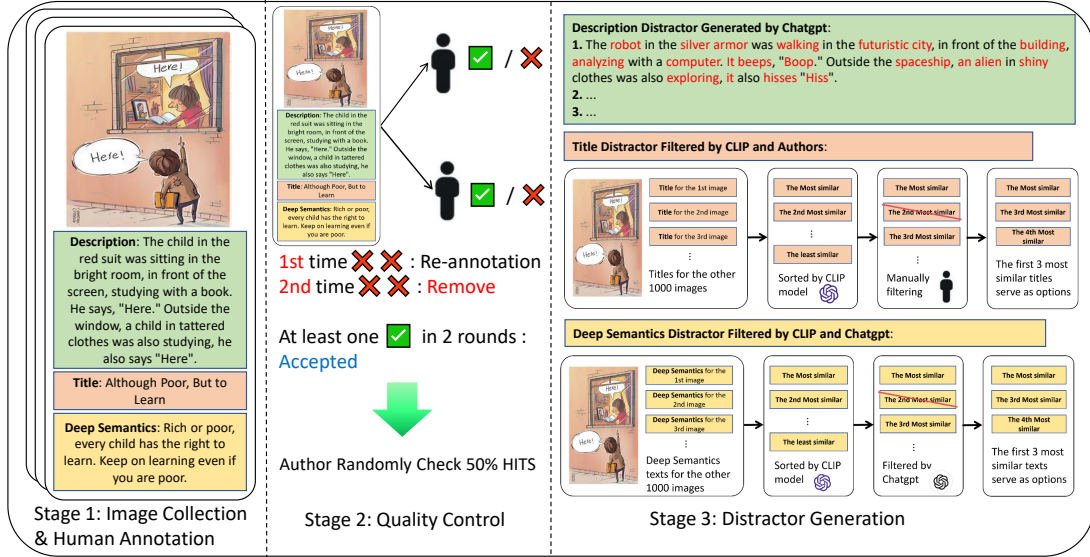 Here!
Here!
Description: The child in the
red suit was sitting in the
bright room, in front of the
screen, studying with a book.
He says, "Here." Outside the
window, a child in tattered
clothes was also studying, he
also says "Here".
Title: Although Poor, But to
Learn
Deep Semantics: Rich or poor,
every child has the right to
learn. Keep on learning even if
you are poor.
Stage 1: Image Collection
& Human Annotation
Here!
Here!
Description: The child in the
red suit was sitting in the
bright room, in front of the
screen, studying with a book.
He says, "Here." Outside the
window, a child in tattered
clothes was also studying, he
also says "Here".
Title: Although Poor, But to Learn
Deep Semantics: Rich or poor,
every child has the right to
learn. Keep on learning even if
you are poor.
/
/
1st time : Re-annotation
2nd time : Remove
At least one in 2 rounds :
Accepted
Author Randomly Check 50% HITS
Stage 2: Quality Control
Description Distractor Generated by Chatgpt:
1. The robot in the silver armor was walking in the futuristic city, in front of the building,
analyzing with a computer. It beeps, "Boop." Outside the spaceship, an alien in shiny
clothes was also exploring, it also hisses "Hiss".
2. ...
3. ...
Title Distractor Filtered by CLIP and Authors:
Here!
Here!
Title for the 1st image
Title for the 2nd image
Title for the 3rd image
⋮
Titles for the other
1000 images
The Most similar
The 2nd Most similar
⋮
The least similar
Sorted by CLIP
model
The Most similar
The 2nd Most similar
The 3rd Most similar
⋮
Manually
filtering
The Most similar
The 3rd Most similar
The 4th Most
similar
The first 3 most
similar titles
serve as options
Deep Semantics Distractor Filtered by CLIP and Chatgpt:
Here!
Here!
Deep Semantics for the
1st image
Deep Semantics for the
2nd image
Deep Semantics for the
3rd image
⋮
Deep Semantics
texts for the other
1000 images
The Most similar
The 2nd Most similar
⋮
The least similar
Sorted by CLIP
model
The Most similar
The 2nd Most similar
The 3rd Most similar
⋮
Filtered by
Chatgpt
The Most similar
The 3rd Most similar
The 4th Most
similar
The first 3 most
similar texts
serve as options
Stage 3: Distractor Generation